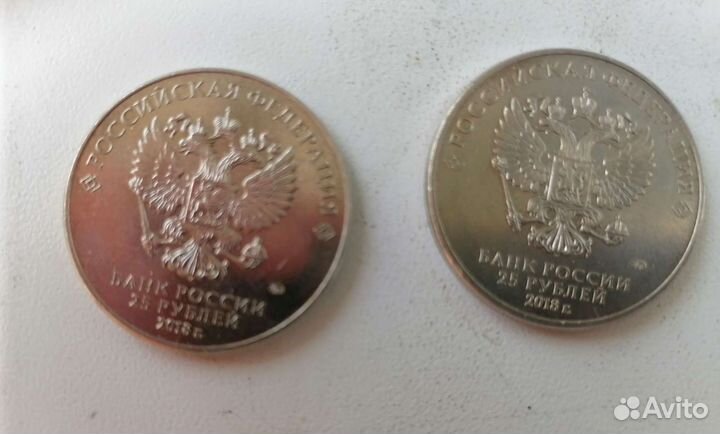 РОССИЙСКАЯ ФЕДЕРАЦИЯ
БАНК РОССИИ
25 РУБЛЕЙ
2018 г.
РОССИЙСКАЯ ФЕДЕРАЦИЯ
БАНК РОССИИ
25 РУБЛЕЙ
2018 г.
Avito